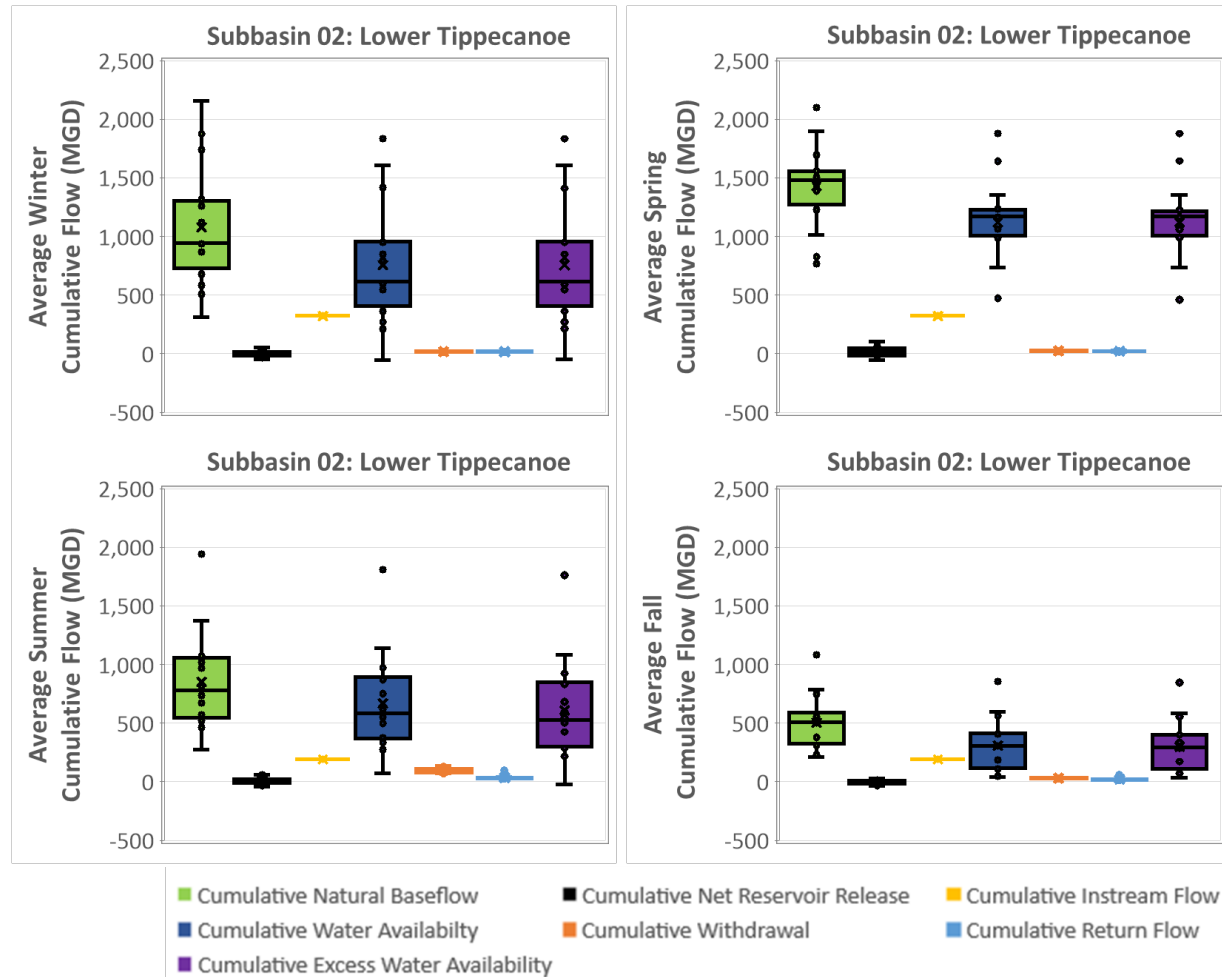 Subbasin 02: Lower Tippecanoe
Average Winter
Cumulative Flow (MGD)
2,500
2,000
1,500
1,000
500
0
-500
Subbasin 02: Lower Tippecanoe
Average Spring
Cumulative Flow (MGD)
2,500
2,000
1,500
1,000
500
0
-500
Subbasin 02: Lower Tippecanoe
Average Summer
Cumulative Flow (MGD)
2,500
2,000
1,500
1,000
500
0
-500
Subbasin 02: Lower Tippecanoe
Average Fall
Cumulative Flow (MGD)
2,500
2,000
1,500
1,000
500
0
-500
Cumulative Natural Baseflow
Cumulative Net Reservoir Release
Cumulative Instream Flow
Cumulative Water Availabilty
Cumulative Withdrawal
Cumulative Return Flow
Cumulative Excess Water Availability